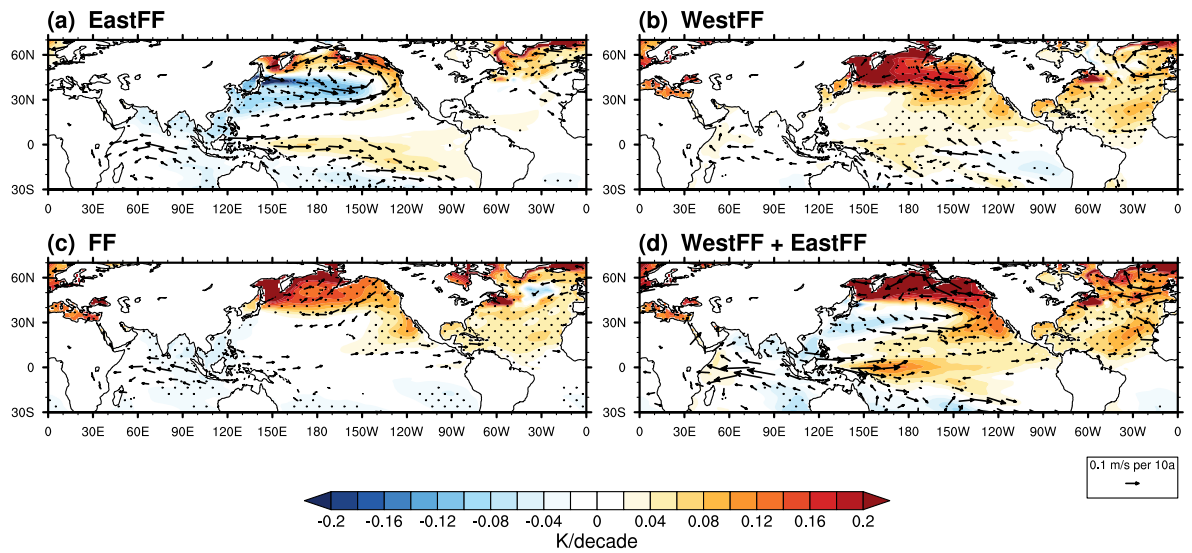 (a) EastFF
(b) WestFF
60N
30N
0
30S
0 30E 60E 90E 120E 150E 180 150W 120W 90W 60W 30W 0
60N
30N
0
30S
0 30E 60E 90E 120E 150E 180 150W 120W 90W 60W 30W 0
(c) FF
(d) WestFF + EastFF
60N
30N
0
30S
0 30E 60E 90E 120E 150E 180 150W 120W 90W 60W 30W 0
60N
30N
0
30S
0 30E 60E 90E 120E 150E 180 150W 120W 90W 60W 30W 0
0.1 m/s per 10a
-0.2 -0.16 -0.12 -0.08 -0.04 0 0.04 0.08 0.12 0.16 0.2
K/decade